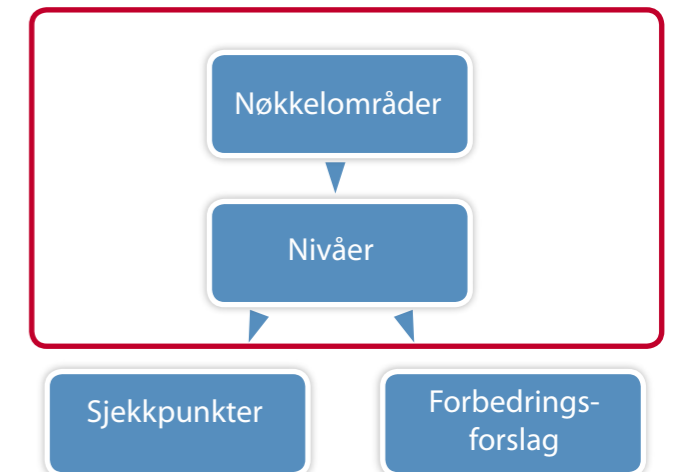 Nøkkelområder
Nivåer
Sjekkpunkter
Forbedrings-
forslag